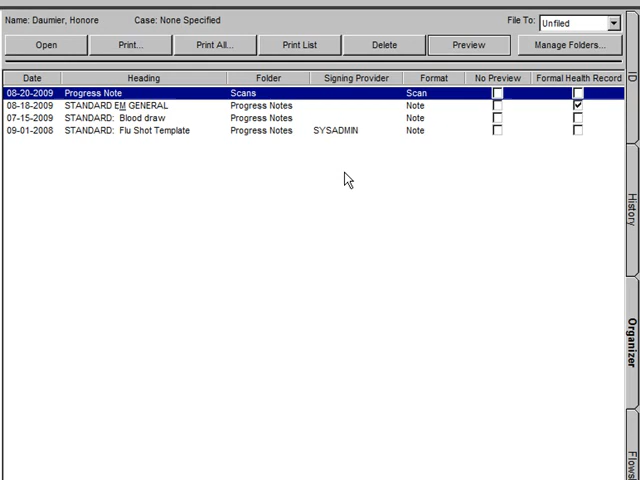 Name: Daumier, Honore Case: None Specified File To: Unfiled
Open Print... Print All... Print List Delete Preview Manage Folders...
Date Heading Folder Signing Provider Format No Preview Formal Health Record
08-20-2009 Progress Note Scans Scan
08-18-2009 STANDARD EM GENERAL Progress Notes Note
07-15-2009 STANDARD: Blood draw Progress Notes Note
09-01-2008 STANDARD: Flu Shot Template Progress Notes SYSADMIN Note
ID
History
Organizer